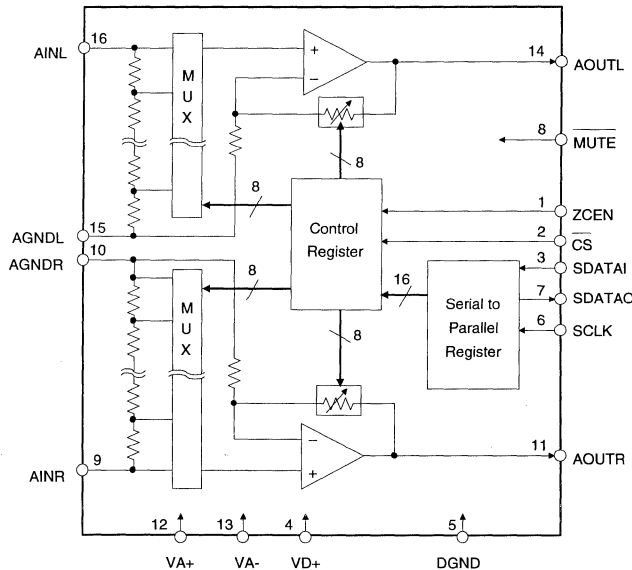 16
AINL
MUX
+
−
14
AOUTL
8
MUTE
8
8
1
ZCEN
Control
Register
2
CS
15
AGNDL
10
AGNDR
3
SDATAI
8
16
7
SDATAO
Serial to
Parallel
Register
6
SCLK
MUX
8
−
+
11
AOUTR
9
AINR
12
13
4
5
VA+
VA-
VD+
DGND